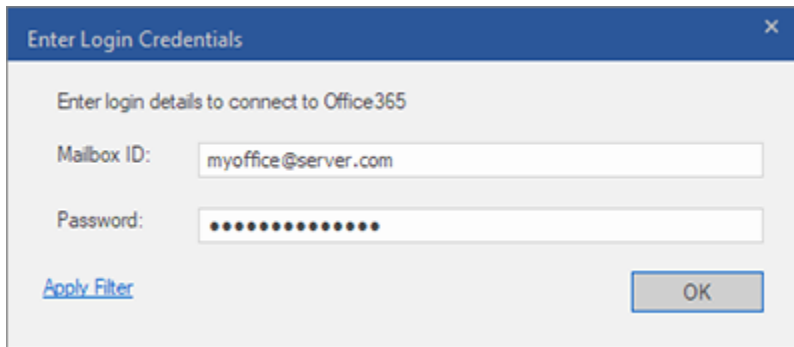 Enter Login Credentials
Enter login details to connect to Office365
Mailbox ID: myoffice@server.com
Password: ••••••••••••••
Apply Filter OK